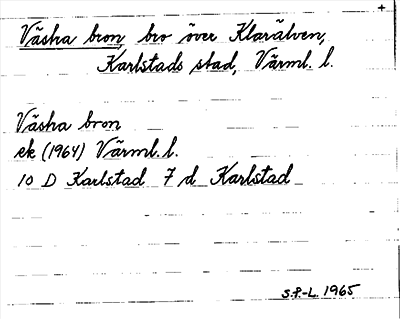 Västra bron, bro över Klarälven,
Karlstads stad, Värml. l.
Västra bron
ek (1964) Värml. l.
10 D Karlstad 7 d Karlstad
S.F.-L. 1965